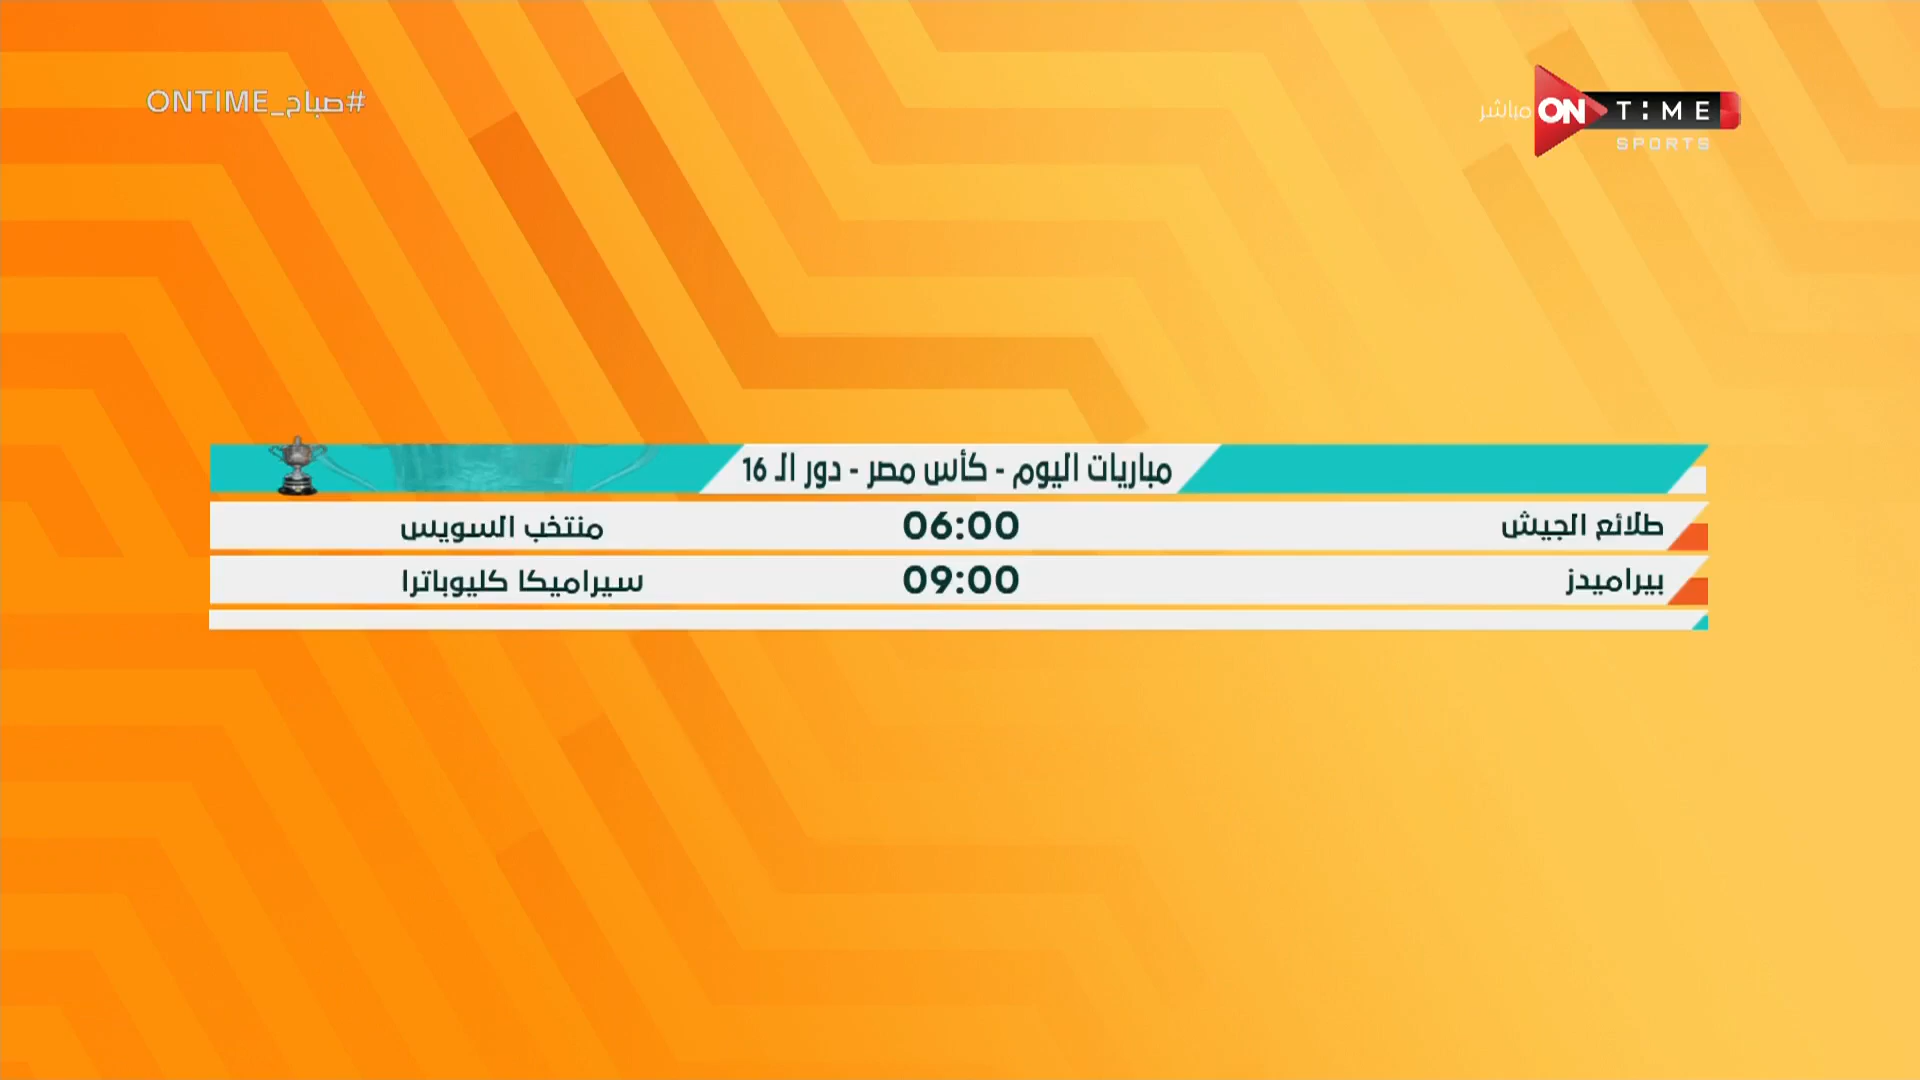 #صباح_ONTIME
مباشر ON TIME
SPORTS
مباريات اليوم - كأس مصر - دور الـ 16
طلائع الجيش 06:00 منتخب السويس
بيراميدز 09:00 سيراميكا كليوباترا